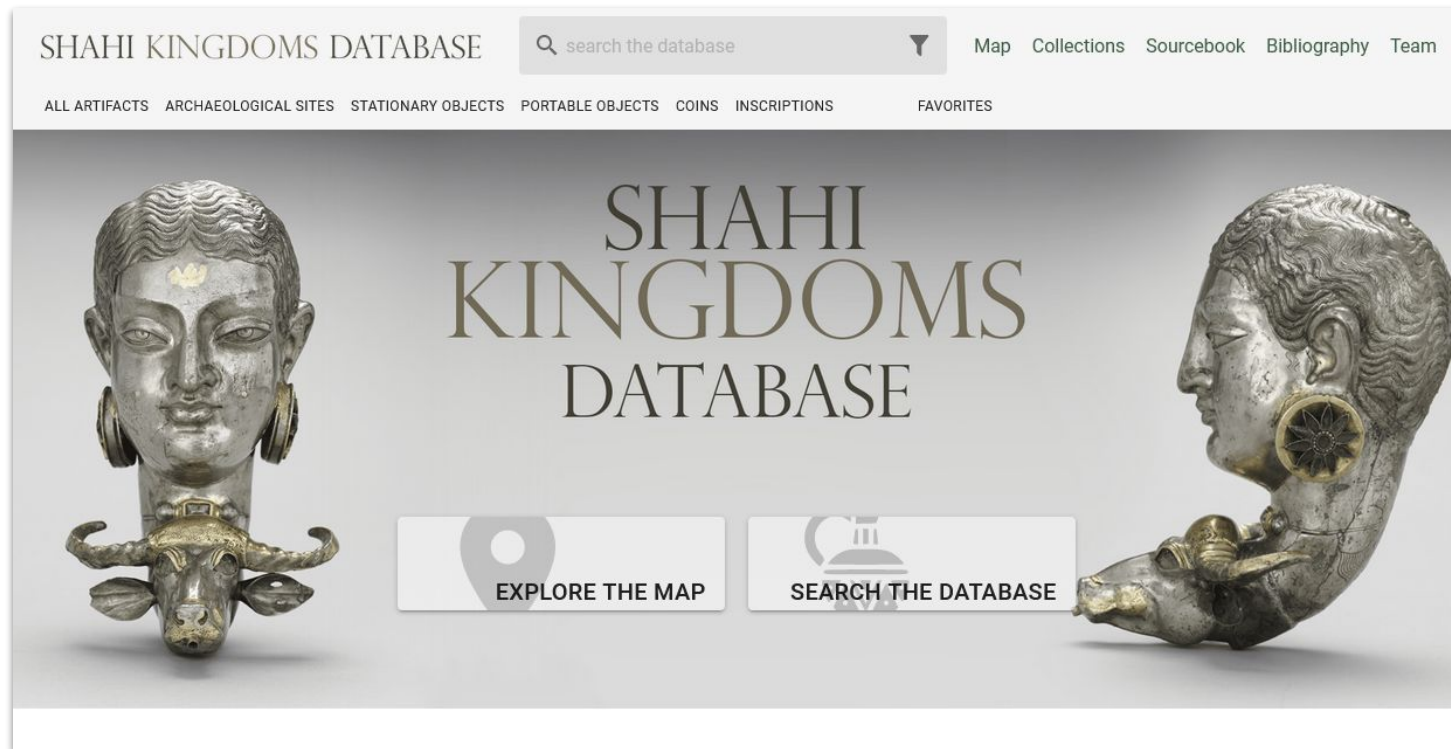 SHAHI KINGDOMS DATABASE
search the database
Map Collections Sourcebook Bibliography Team
ALL ARTIFACTS ARCHAEOLOGICAL SITES STATIONARY OBJECTS PORTABLE OBJECTS COINS INSCRIPTIONS FAVORITES
SHAHI
KINGDOMS
DATABASE
EXPLORE THE MAP
SEARCH THE DATABASE